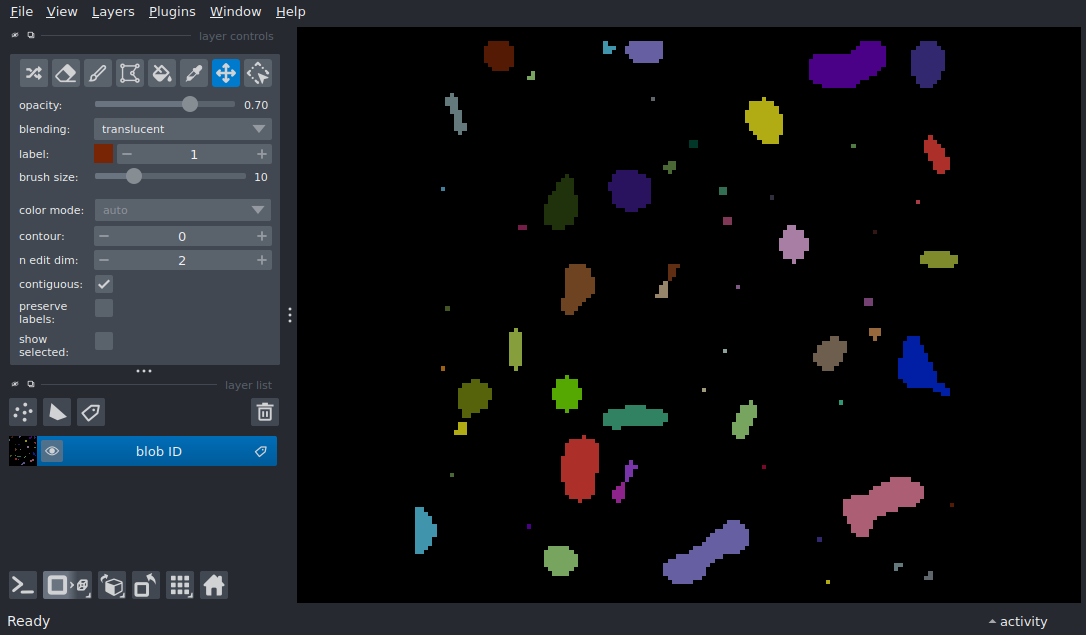 File View Layers Plugins Window Help
layer controls
opacity: 0.70
blending: translucent
label: 1
brush size: 10
color mode: auto
contour: 0
n edit dim: 2
contiguous:
preserve
labels:
show
selected:
layer list
blob ID
Ready
activity